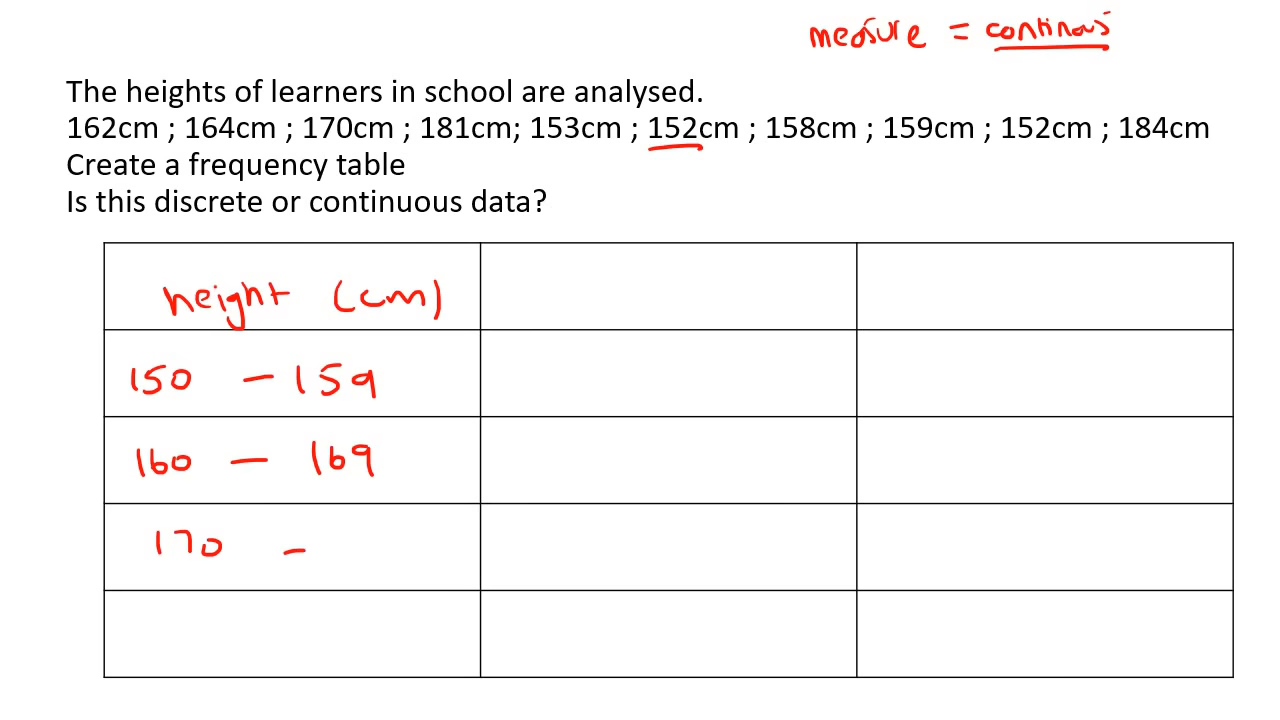 measure = continous
The heights of learners in school are analysed.
162cm ; 164cm ; 170cm ; 181cm; 153cm ; 152cm ; 158cm ; 159cm ; 152cm ; 184cm
Create a frequency table
Is this discrete or continuous data?
height (cm)
150 - 159
160 - 169
170 -